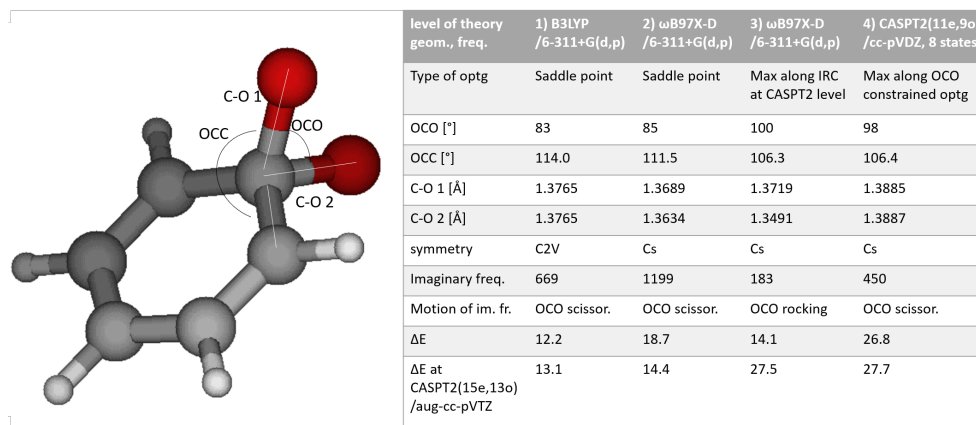 C-O 1
OCC
OCO
C-O 2
level of theory geom., freq. 1) B3LYP /6-311+G(d,p) 2) ωB97X-D /6-311+G(d,p) 3) ωB97X-D /6-311+G(d,p) 4) CASPT2(11e,9o /cc-pVDZ, 8 states
Type of optg Saddle point Saddle point Max along IRC at CASPT2 level Max along OCO constrained optg
OCO [°] 83 85 100 98
OCC [°] 114.0 111.5 106.3 106.4
C-O 1 [Å] 1.3765 1.3689 1.3719 1.3885
C-O 2 [Å] 1.3765 1.3634 1.3491 1.3887
symmetry C2V Cs Cs Cs
Imaginary freq. 669 1199 183 450
Motion of im. fr. OCO scissor. OCO scissor. OCO rocking OCO scissor.
ΔE 12.2 18.7 14.1 26.8
ΔE at CASPT2(15e,13o) /aug-cc-pVTZ 13.1 14.4 27.5 27.7